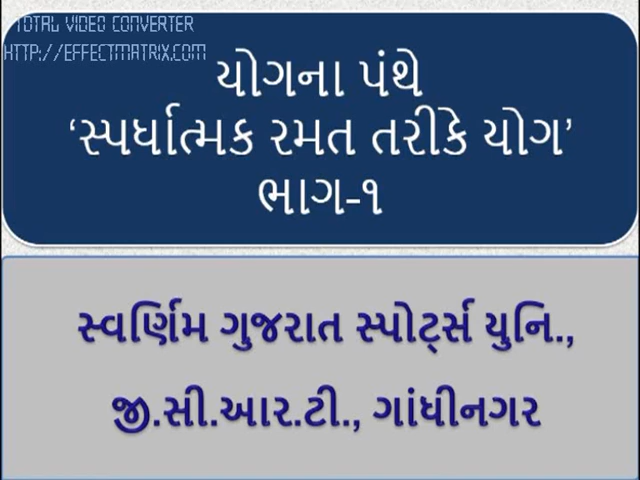 TOTAL VIDEO CONVERTER
HTTP://EFFECTMATRIX.COM
યોગના પંથે
‘સ્પર્ધાત્મક રમત તરીકે યોગ’
ભાગ-૧
સ્વર્ણિમ ગુજરાત સ્પોર્ટ્સ યુનિ.,
જી.સી.આર.ટી., ગાંધીનગર